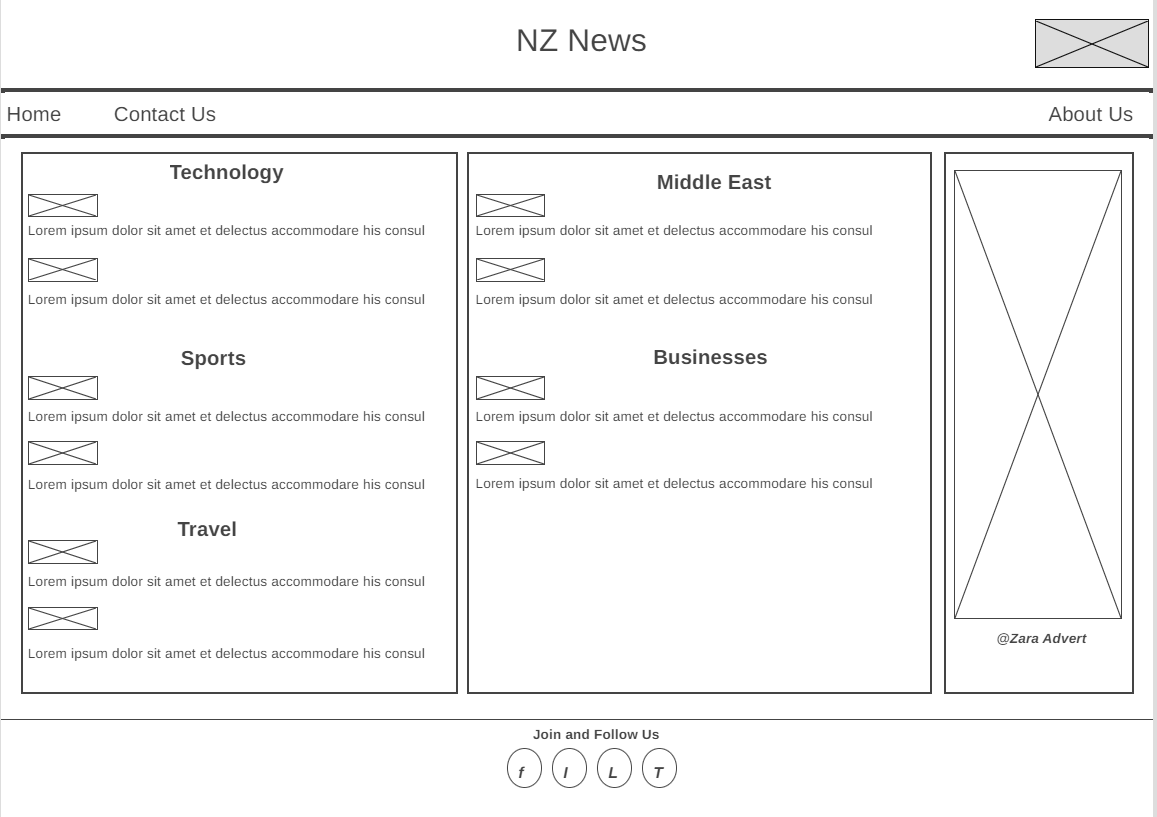 NZ News
Home
Contact Us
About Us
Technology
Lorem ipsum dolor sit amet et delectus accommodare his consul
Lorem ipsum dolor sit amet et delectus accommodare his consul
Sports
Lorem ipsum dolor sit amet et delectus accommodare his consul
Lorem ipsum dolor sit amet et delectus accommodare his consul
Travel
Lorem ipsum dolor sit amet et delectus accommodare his consul
Lorem ipsum dolor sit amet et delectus accommodare his consul
Middle East
Lorem ipsum dolor sit amet et delectus accommodare his consul
Lorem ipsum dolor sit amet et delectus accommodare his consul
Businesses
Lorem ipsum dolor sit amet et delectus accommodare his consul
Lorem ipsum dolor sit amet et delectus accommodare his consul
@Zara Advert
Join and Follow Us
f I L T